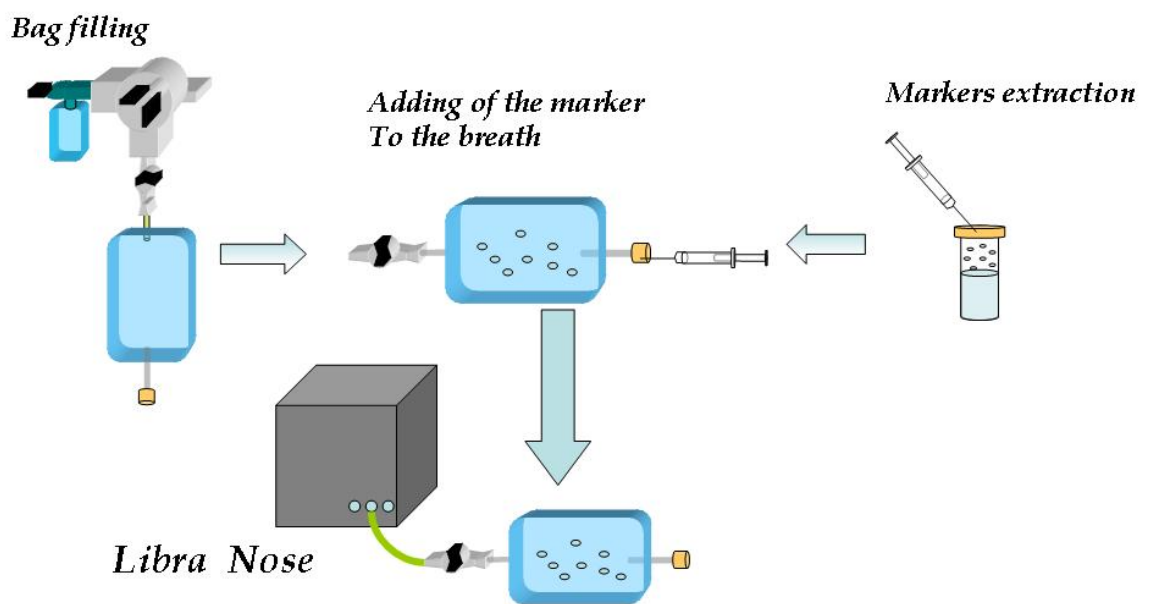 Bag filling
Adding of the marker
To the breath
Markers extraction
Libra Nose